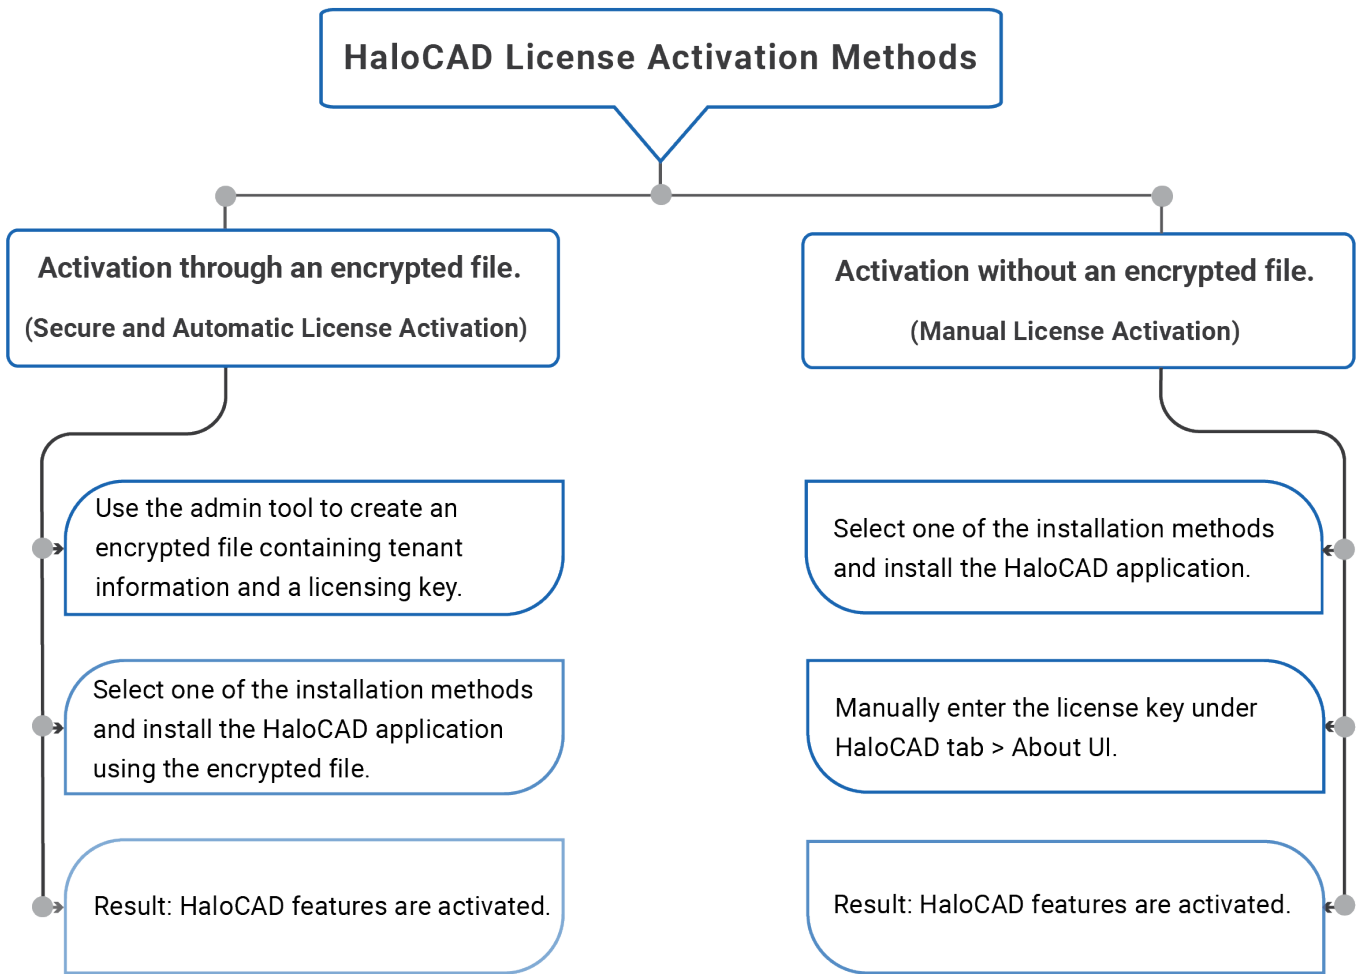 HaloCAD License Activation Methods
Activation through an encrypted file.
(Secure and Automatic License Activation)
Use the admin tool to create an
encrypted file containing tenant
information and a licensing key.
Select one of the installation methods
and install the HaloCAD application
using the encrypted file.
Result: HaloCAD features are activated.
Activation without an encrypted file.
(Manual License Activation)
Select one of the installation methods
and install the HaloCAD application.
Manually enter the license key under
HaloCAD tab > About UI.
Result: HaloCAD features are activated.